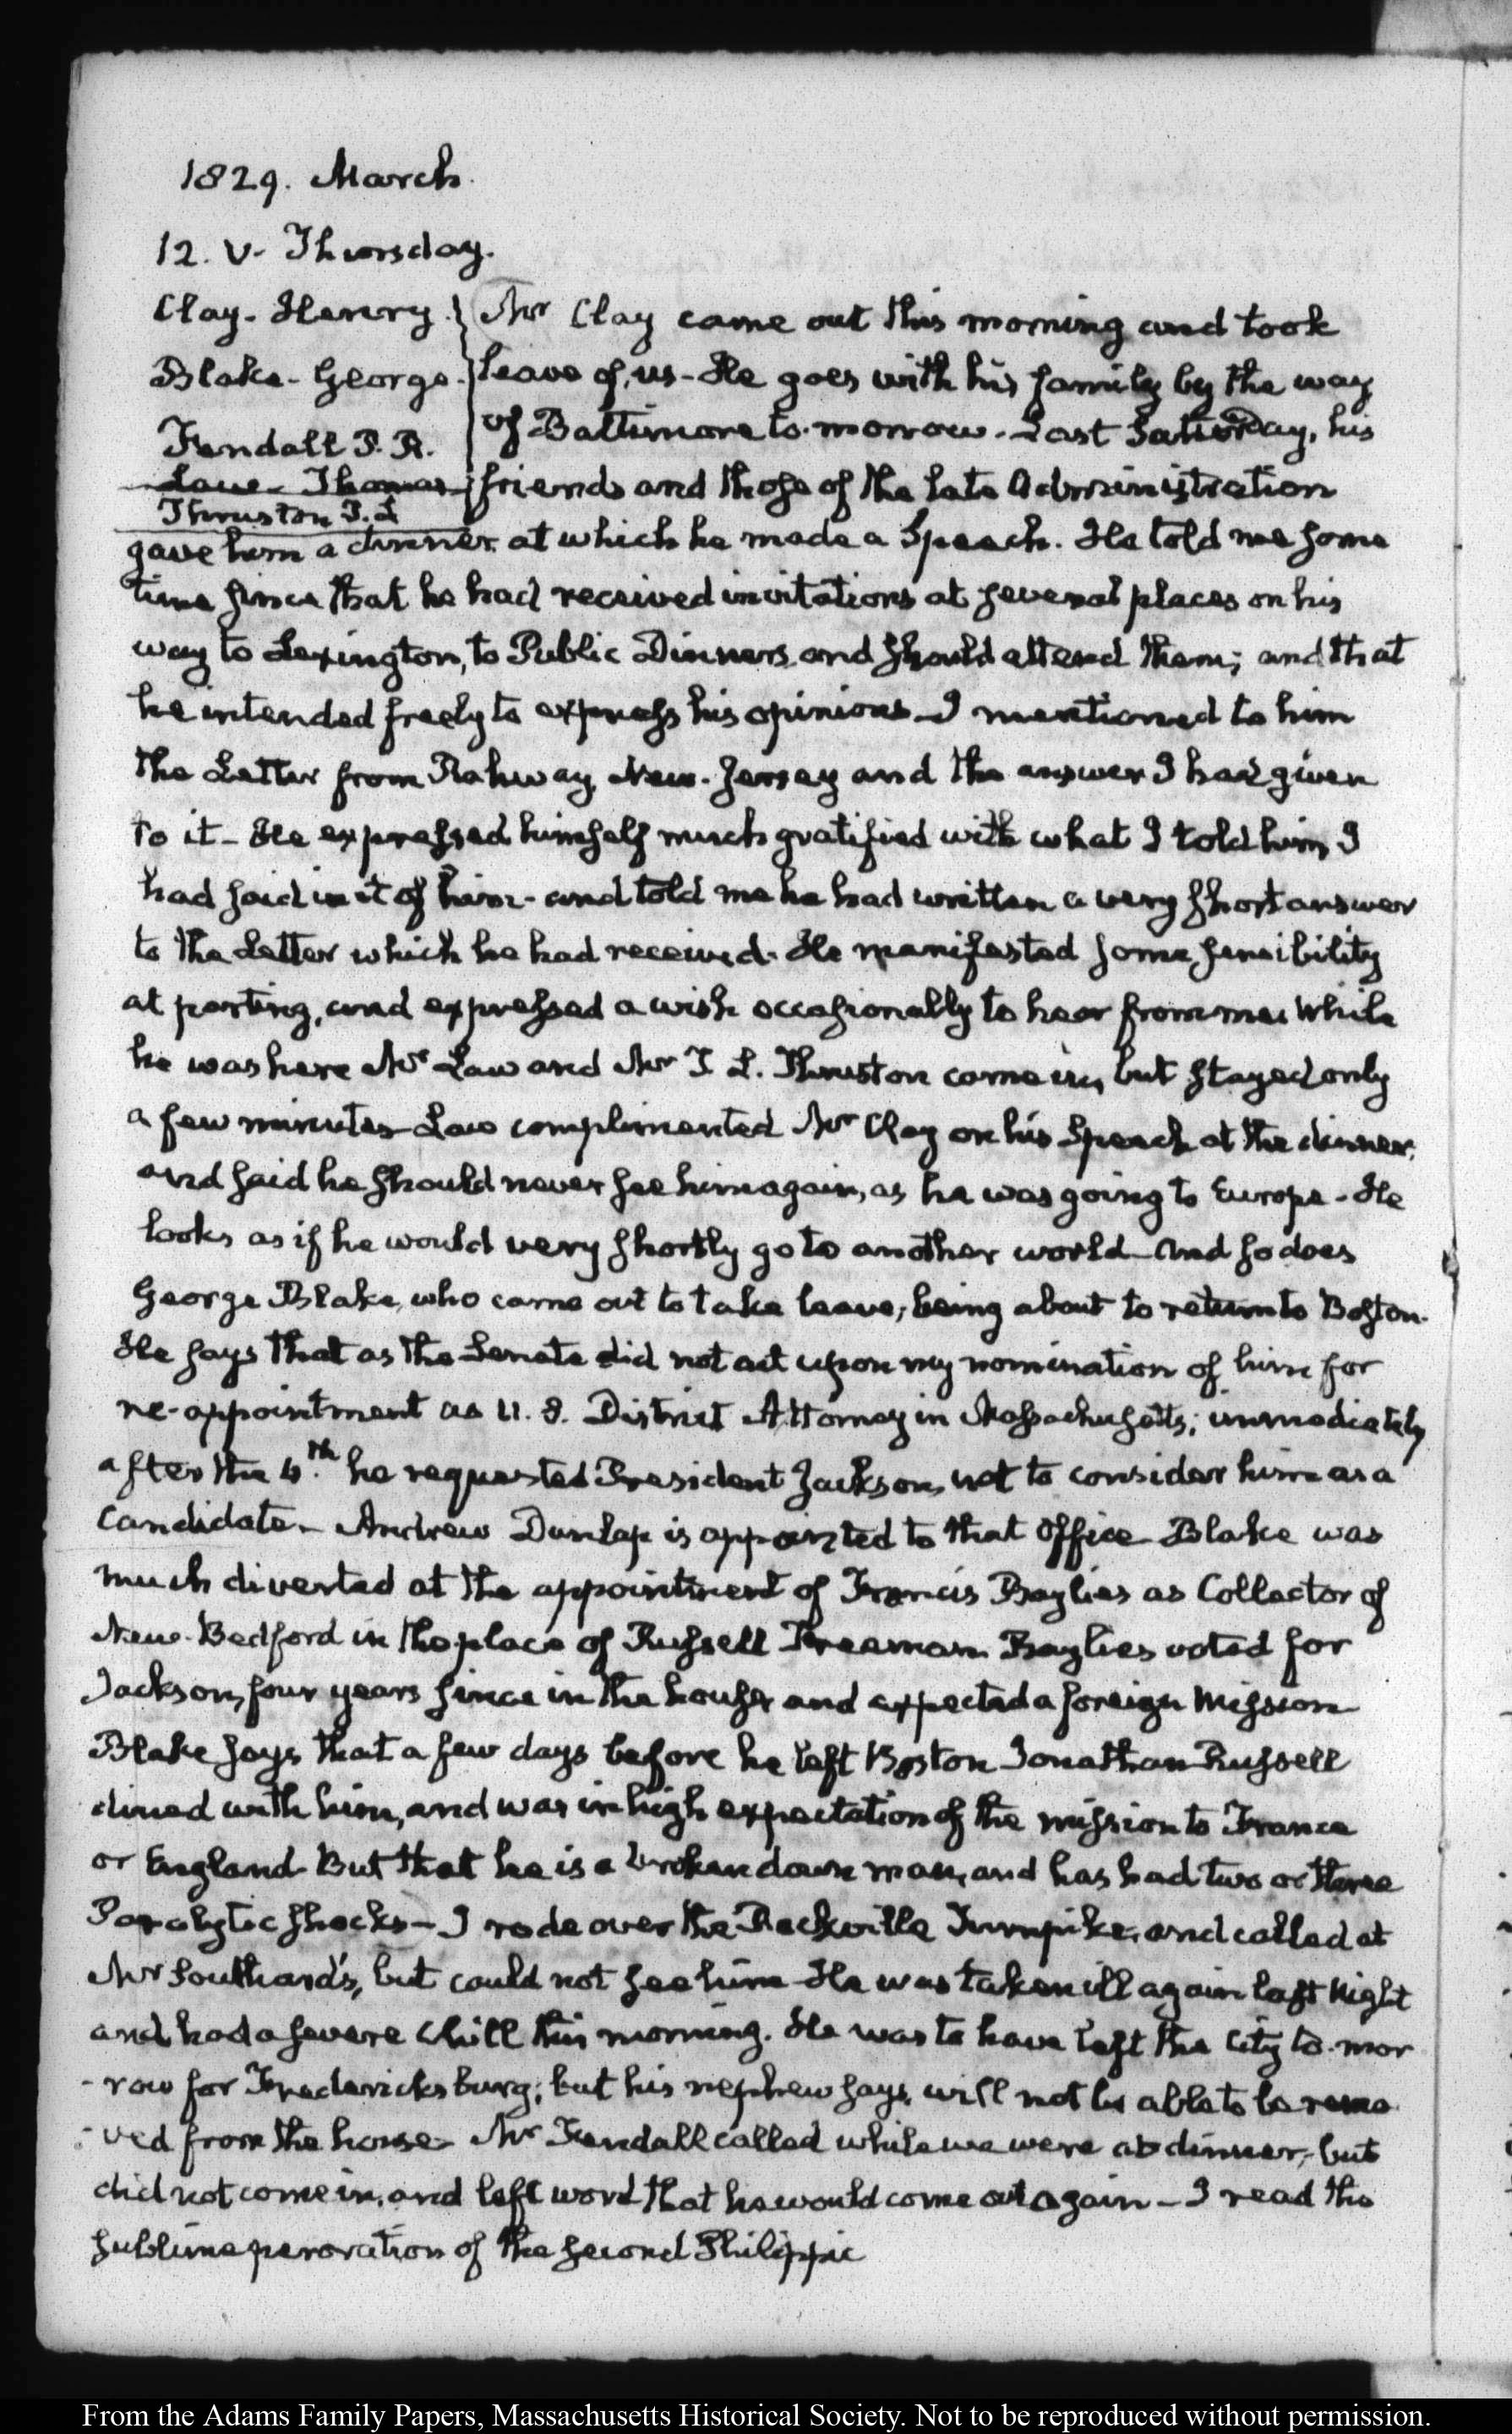 1829. March.
12. V. Thursday.
Clay. Henry.
Blake. George.
Kendall P. R.
Law. Thomas
Thruston T. L
Mr Clay came out this morning and took
leave of us. He goes with his family by the way
of Baltimore to-morrow. Last Saturday, his
friends and those of the late Administration
gave him a dinner at which he made a Speech. He told me some
time since that he had received invitations at several places on his
way to Lexington, to Public Dinners and should attend them; and that
he intended freely to express his opinions. I mentioned to him
the Letter from Rahway, New-Jersey and the answer I had given
to it. He expressed himself much gratified with what I told him I
had said in it of him. and told me he had written a very short answer
to the Letter which he had received. He manifested some sensibility
at parting, and expressed a wish occasionally to hear from me. While
he was here Mr Law and Mr T. L. Thruston came in, but stayed only
a few minutes. Law complimented Mr Clay on his Speech at the dinner,
and said he should never see him again, as he was going to Europe. He
looks as if he would very shortly go to another world. And so does
George Blake, who came out to take leave, being about to return to Boston.
He says that as the Senate did not act upon my nomination of him for
re-appointment as U. S. District Attorney in Massachusetts; immediately
after the 4th he requested President Jackson, not to consider him as a
Candidate. Andrew Dunlap is appointed to that Office. Blake was
much diverted at the appointment of Francis Baylies as Collector of
New-Bedford in the place of Russell Freeman. Baylies voted for
Jackson, four years since in the house, and expected a foreign Mission
Blake says that a few days before he left Boston Jonathan Russell
dined with him, and was in high expectation of the mission to France
or England. But that he is a broken down man, and has had two or three
Paralytic shocks. I rode over the Rockville Turnpike, and called at
Mr Southard's, but could not see him. He was taken ill again last Night
and had a severe Chill this morning. He was to have left the City to-mor
-row for Fredericksburg; but his nephew says, will not be able to be remo
-ved from the house. Mr Kendall called while we were at dinner, but
did not come in, and left word that he would come out again. I read the
sublime peroration of the second Philippic
From the Adams Family Papers, Massachusetts Historical Society. Not to be reproduced without permission.